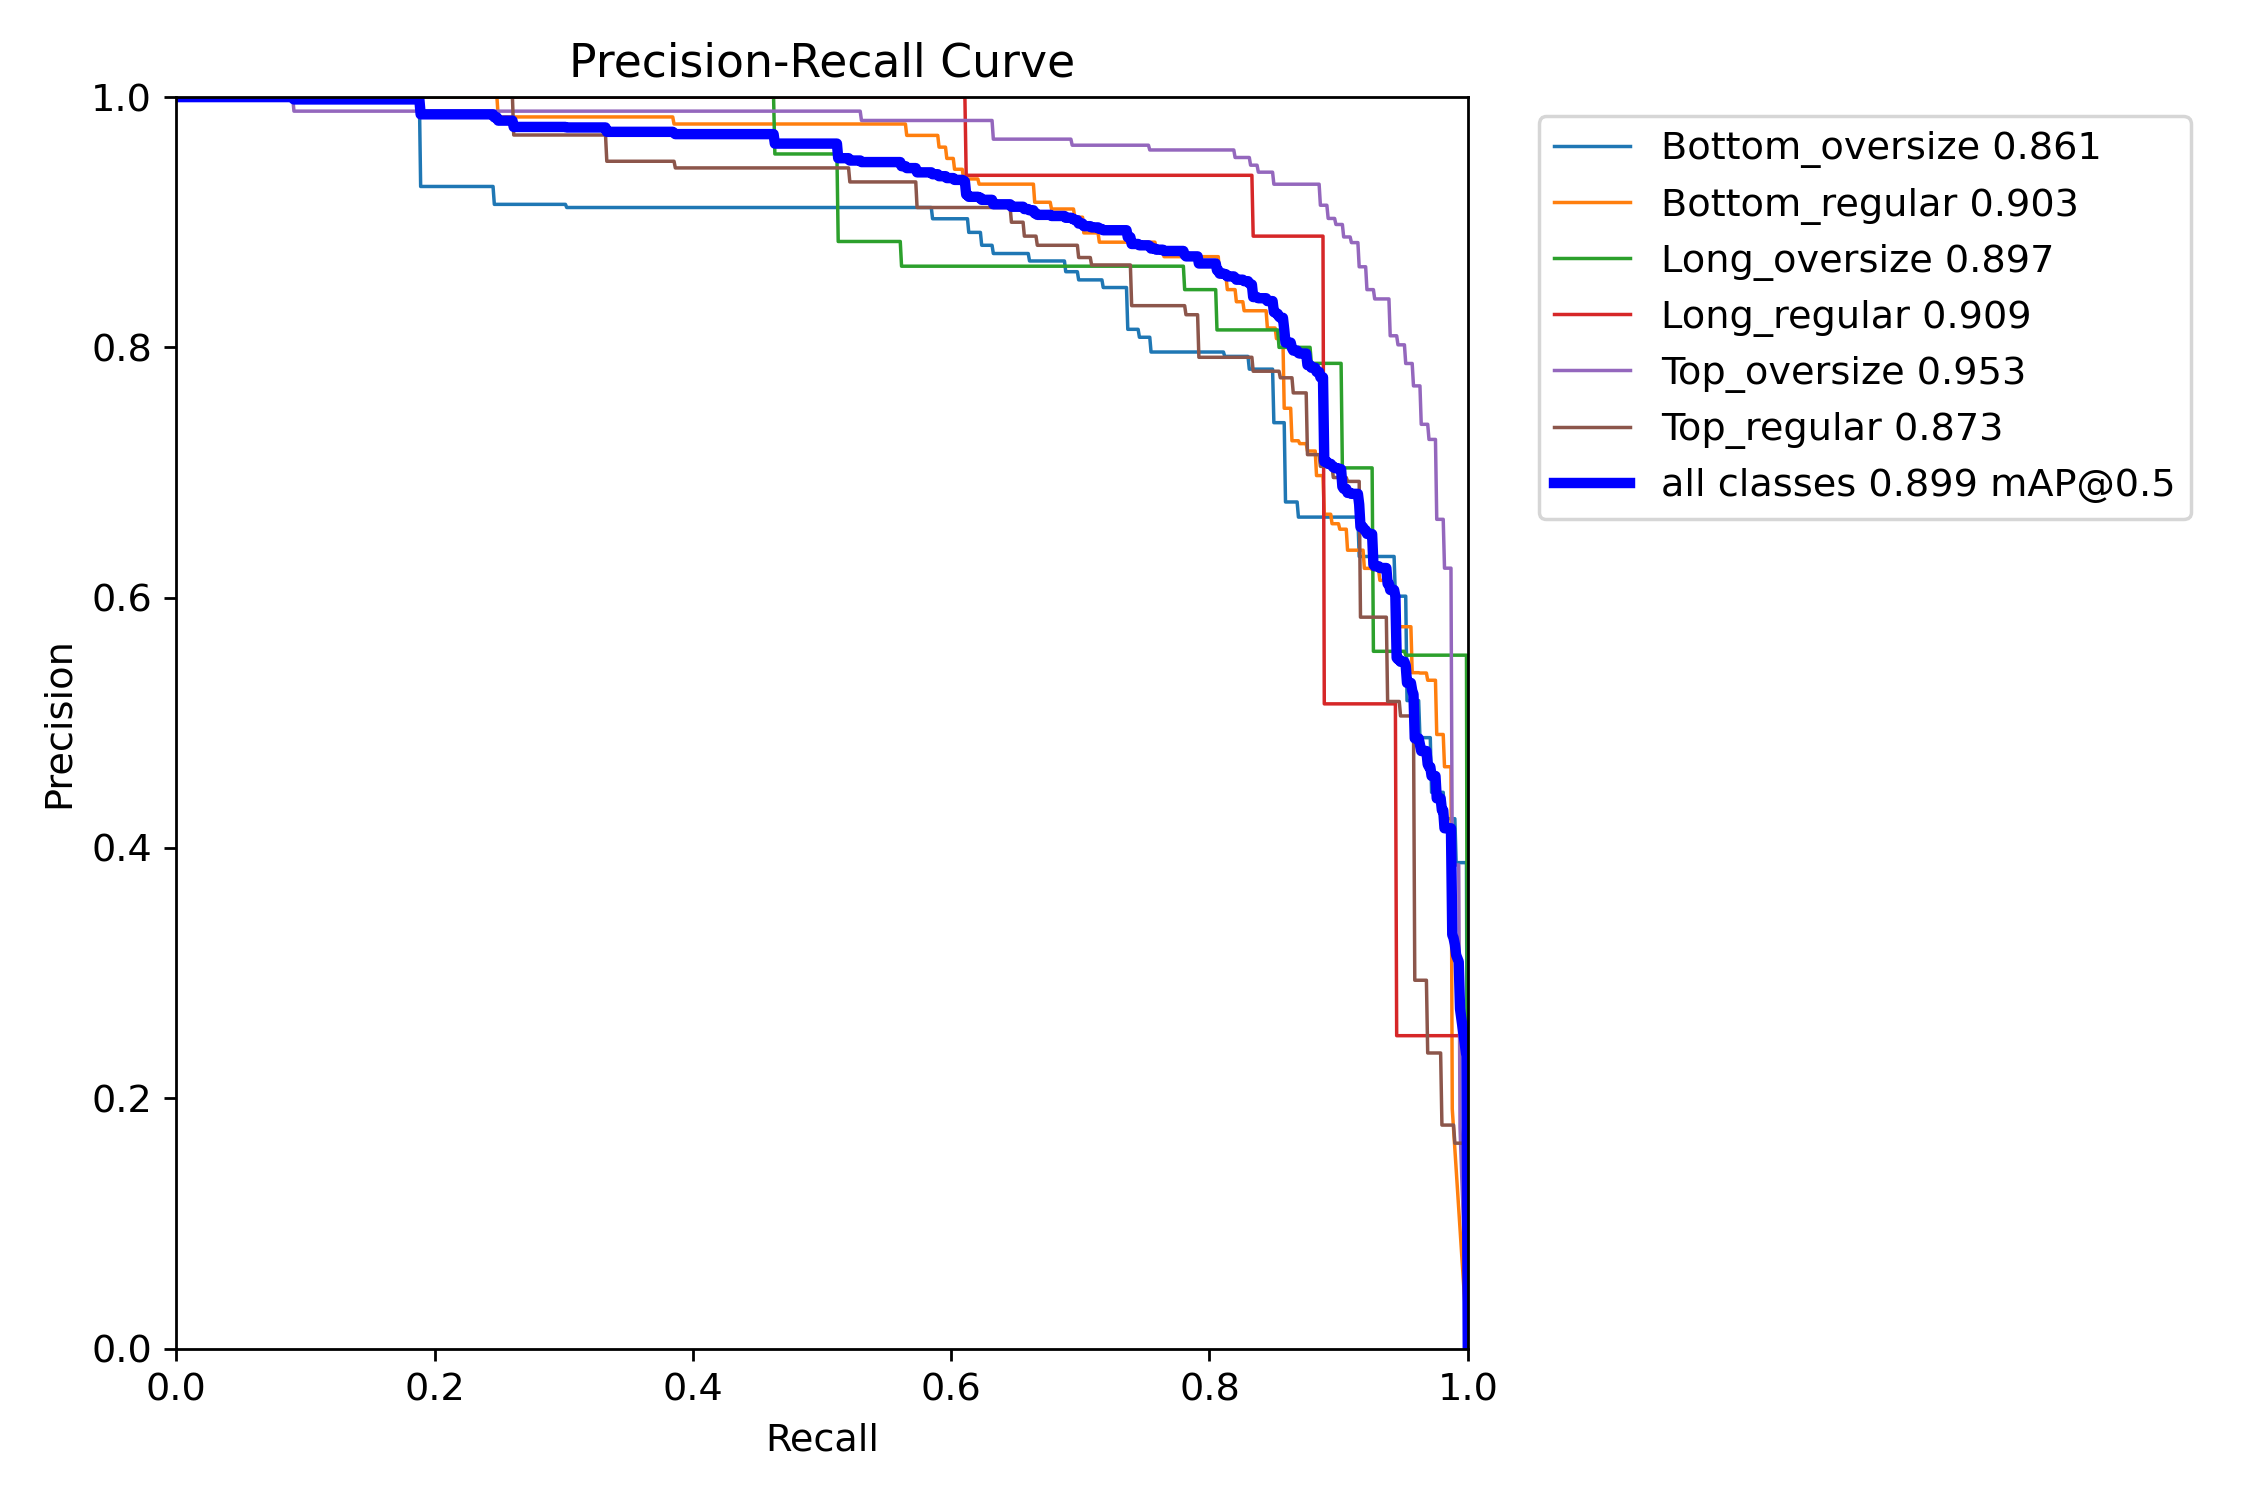 Precision-Recall Curve
1.0
0.8
0.6
0.4
0.2
0.0
Precision
0.0 0.2 0.4 0.6 0.8 1.0
Recall
Bottom_oversize 0.861
Bottom_regular 0.903
Long_oversize 0.897
Long_regular 0.909
Top_oversize 0.953
Top_regular 0.873
all classes 0.899 mAP@0.5